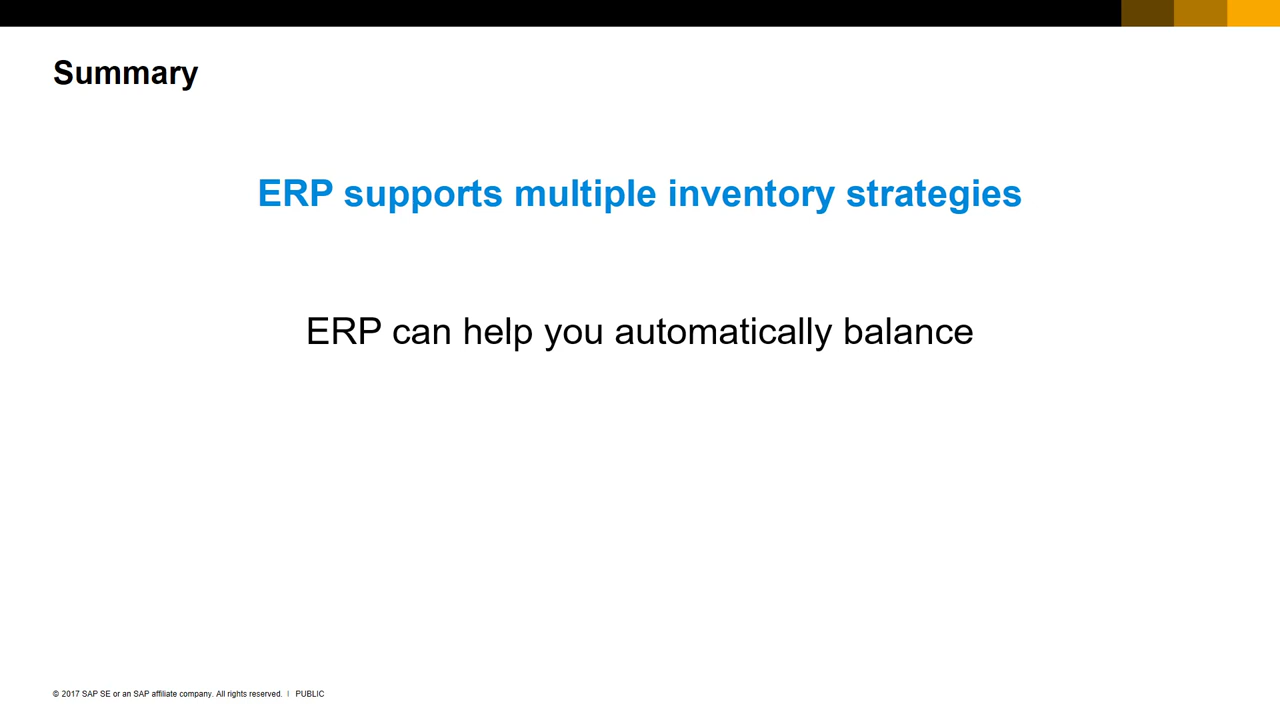 Summary
ERP supports multiple inventory strategies
ERP can help you automatically balance
© 2017 SAP SE or an SAP affiliate company. All rights reserved. | PUBLIC